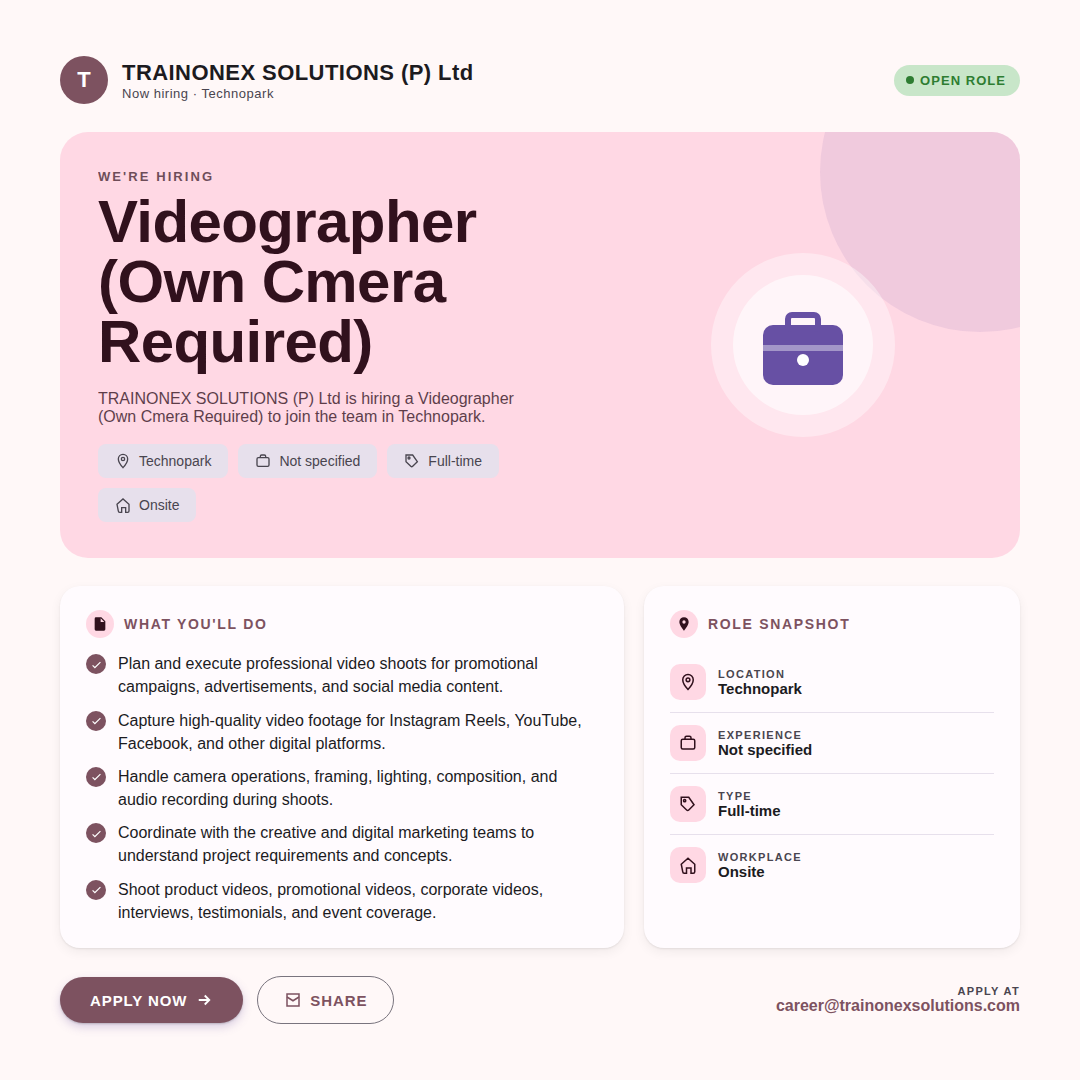 T
TRAINONEX SOLUTIONS (P) Ltd
Now hiring · Technopark
OPEN ROLE
WE'RE HIRING
Videographer
(Own Cmera
Required)
TRAINONEX SOLUTIONS (P) Ltd is hiring a Videographer
(Own Cmera Required) to join the team in Technopark.
Technopark
Not specified
Full-time
Onsite
WHAT YOU'LL DO
Plan and execute professional video shoots for promotional
campaigns, advertisements, and social media content.
Capture high-quality video footage for Instagram Reels, YouTube,
Facebook, and other digital platforms.
Handle camera operations, framing, lighting, composition, and
audio recording during shoots.
Coordinate with the creative and digital marketing teams to
understand project requirements and concepts.
Shoot product videos, promotional videos, corporate videos,
interviews, testimonials, and event coverage.
ROLE SNAPSHOT
LOCATION
Technopark
EXPERIENCE
Not specified
TYPE
Full-time
WORKPLACE
Onsite
APPLY NOW
SHARE
APPLY AT
career@trainonexsolutions.com